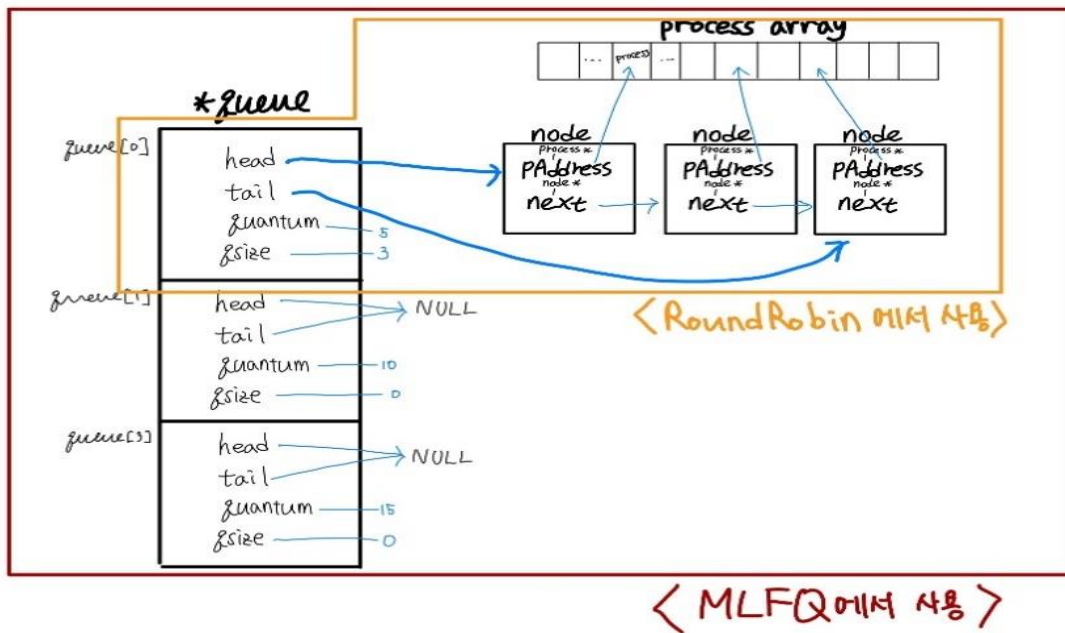 process array
... process ...
*queue
queue[0]
head
tail
quantum 5
qsize 3
node
process*
pAddress
node*
next
node
process*
pAddress
node*
next
node
process*
pAddress
node*
next
queue[1]
head
tail
NULL
quantum 10
qsize 0
<RoundRobin 에서 사용>
queue[3]
head
tail
NULL
quantum 15
qsize 0
<MLFQ에서 사용>